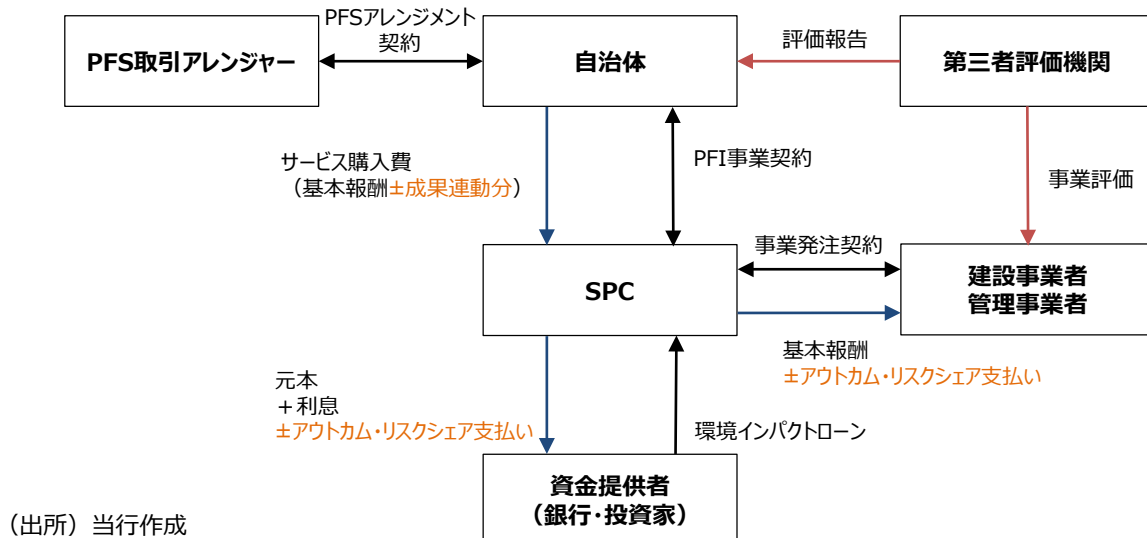 PFSアレンジメント
契約
PFS取引アレンジャー
自治体
評価報告
第三者評価機関
サービス購入費
（基本報酬±成果連動分）
PFI事業契約
事業評価
SPC
事業発注契約
建設事業者
管理事業者
基本報酬
±アウトカム・リスクシェア支払い
元本
＋利息
±アウトカム・リスクシェア支払い
環境インパクトローン
資金提供者
（銀行・投資家）
（出所）当行作成